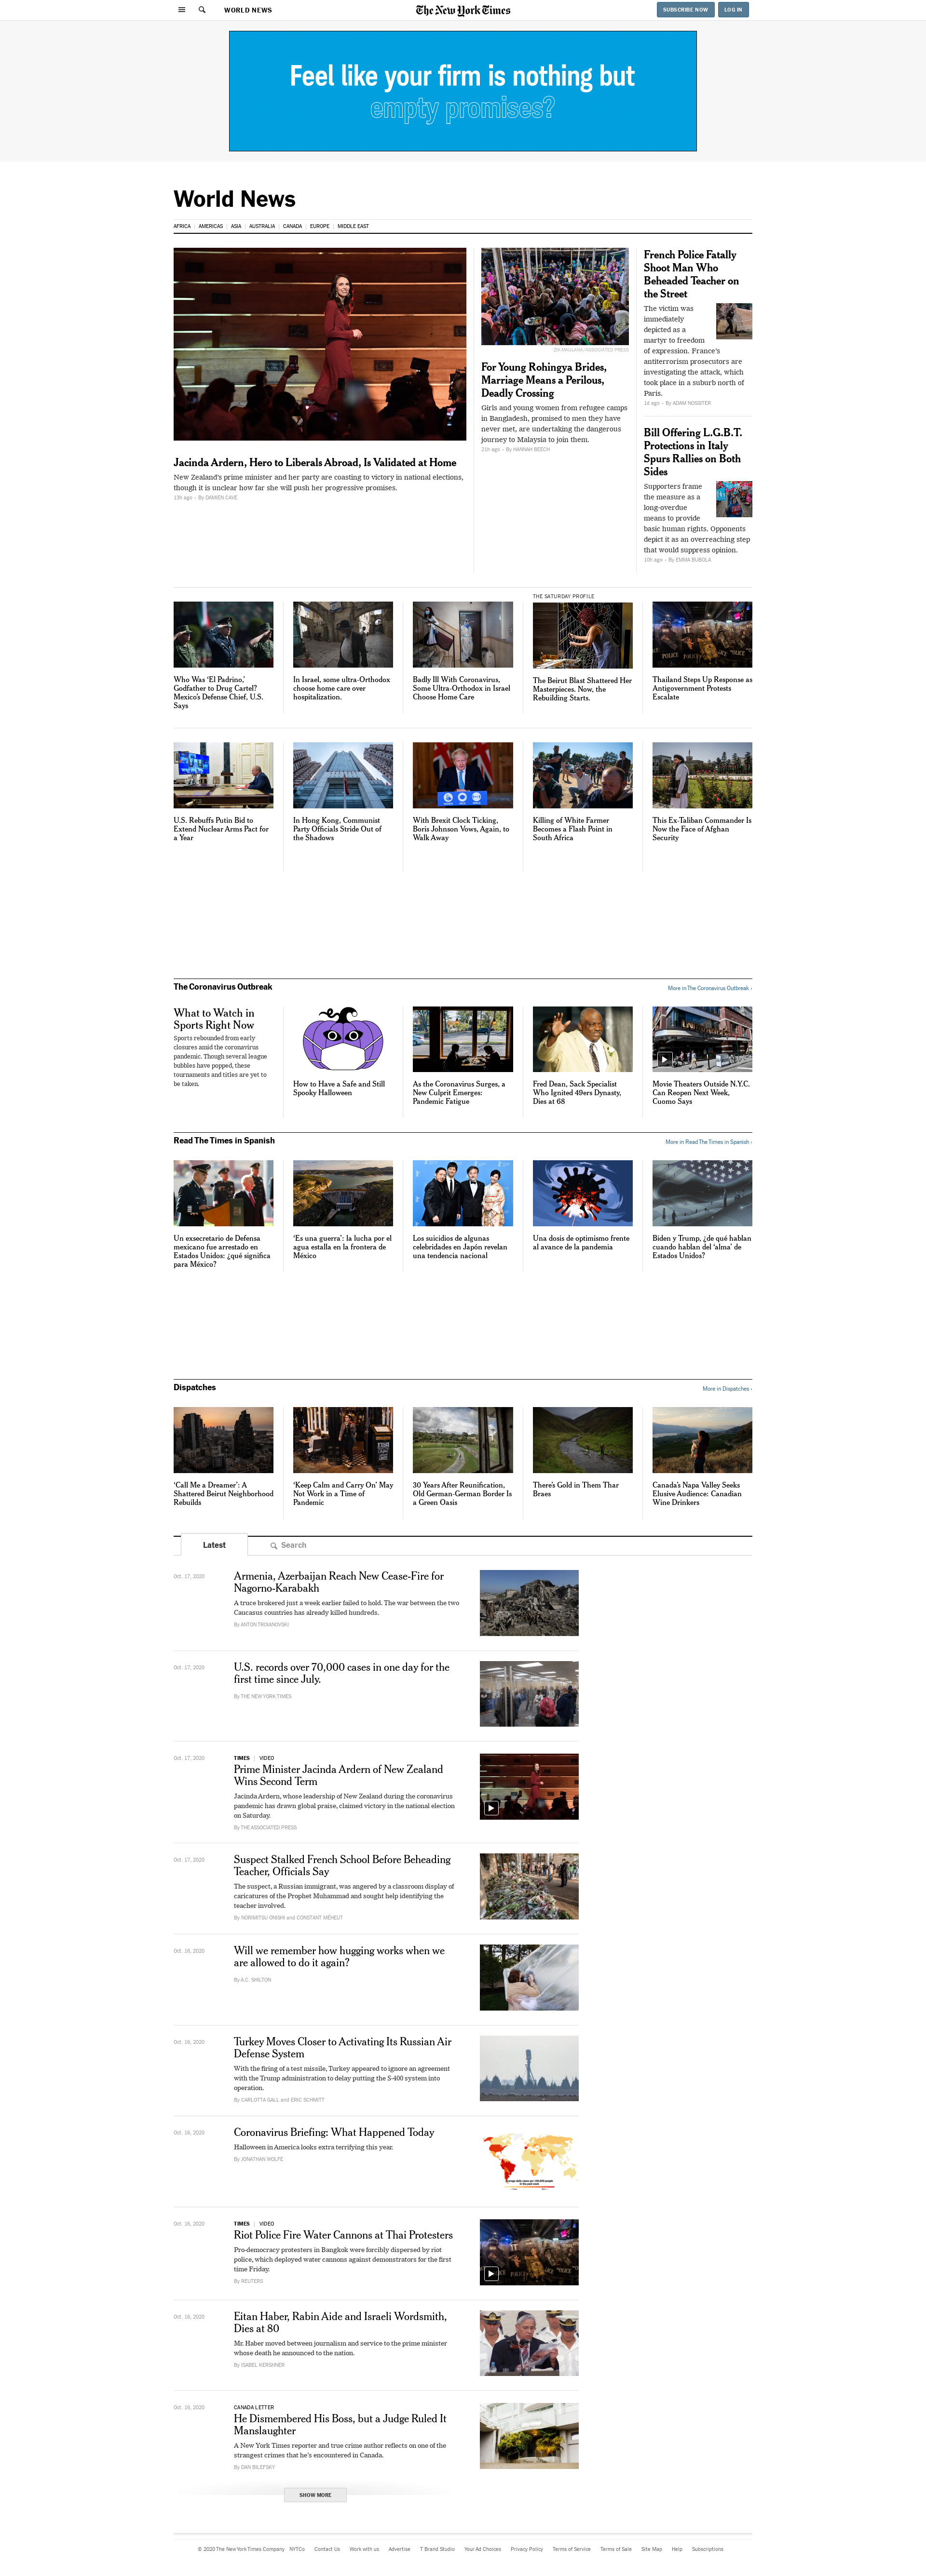 WORLD NEWS
The New York Times
SUBSCRIBE NOW
LOG IN
Feel like your firm is nothing but
empty promises?
World News
AFRICA
AMERICAS
ASIA
AUSTRALIA
CANADA
EUROPE
MIDDLE EAST
Jacinda Ardern, Hero to Liberals Abroad, Is Validated at Home
New Zealand's prime minister and her party are coasting to victory in national elections,
though it is unclear how far she will push her progressive promises.
13h ago - By DAMIEN CAVE
ZIK MAULANA/ASSOCIATED PRESS
For Young Rohingya Brides,
Marriage Means a Perilous,
Deadly Crossing
Girls and young women from refugee camps
in Bangladesh, promised to men they have
never met, are undertaking the dangerous
journey to Malaysia to join them.
21h ago - By HANNAH BEECH
French Police Fatally
Shoot Man Who
Beheaded Teacher on
the Street
The victim was
immediately
depicted as a
martyr to freedom
of expression. France's
antiterrorism prosecutors are
investigating the attack, which
took place in a suburb north of
Paris.
1d ago - By ADAM NOSSITER
Bill Offering L.G.B.T.
Protections in Italy
Spurs Rallies on Both
Sides
Supporters frame
the measure as a
long-overdue
means to provide
basic human rights. Opponents
depict it as an overreaching step
that would suppress opinion.
10h ago - By EMMA BUBOLA
Who Was 'El Padrino,'
Godfather to Drug Cartel?
Mexico's Defense Chief, U.S.
Says
In Israel, some ultra-Orthodox
choose home care over
hospitalization.
Badly Ill With Coronavirus,
Some Ultra-Orthodox in Israel
Choose Home Care
THE SATURDAY PROFILE
The Beirut Blast Shattered Her
Masterpieces. Now, the
Rebuilding Starts.
Thailand Steps Up Response as
Antigovernment Protests
Escalate
U.S. Rebuffs Putin Bid to
Extend Nuclear Arms Pact for
a Year
In Hong Kong, Communist
Party Officials Stride Out of
the Shadows
With Brexit Clock Ticking,
Boris Johnson Vows, Again, to
Walk Away
Killing of White Farmer
Becomes a Flash Point in
South Africa
This Ex-Taliban Commander Is
Now the Face of Afghan
Security
The Coronavirus Outbreak
More in The Coronavirus Outbreak ›
What to Watch in
Sports Right Now
Sports rebounded from early
closures amid the coronavirus
pandemic. Though several league
bubbles have popped, these
tournaments and titles are yet to
be taken.
How to Have a Safe and Still
Spooky Halloween
As the Coronavirus Surges, a
New Culprit Emerges:
Pandemic Fatigue
Fred Dean, Sack Specialist
Who Ignited 49ers Dynasty,
Dies at 68
Movie Theaters Outside N.Y.C.
Can Reopen Next Week,
Cuomo Says
Read The Times in Spanish
More in Read The Times in Spanish ›
Un exsecretario de Defensa
mexicano fue arrestado en
Estados Unidos: ¿qué significa
para México?
'Es una guerra': la lucha por el
agua estalla en la frontera de
México
Los suicidios de algunas
celebridades en Japón revelan
una tendencia nacional
Una dosis de optimismo frente
al avance de la pandemia
Biden y Trump, ¿de qué hablan
cuando hablan del 'alma' de
Estados Unidos?
Dispatches
More in Dispatches ›
'Call Me a Dreamer': A
Shattered Beirut Neighborhood
Rebuilds
'Keep Calm and Carry On' May
Not Work in a Time of
Pandemic
30 Years After Reunification,
Old German-German Border Is
a Green Oasis
There's Gold in Them Thar
Braes
Canada's Napa Valley Seeks
Elusive Audience: Canadian
Wine Drinkers
Latest
Search
Oct. 17, 2020
Armenia, Azerbaijan Reach New Cease-Fire for
Nagorno-Karabakh
A truce brokered just a week earlier failed to hold. The war between the two
Caucasus countries has already killed hundreds.
By ANTON TROIANOVSKI
Oct. 17, 2020
U.S. records over 70,000 cases in one day for the
first time since July.
By THE NEW YORK TIMES
Oct. 17, 2020
TIMES | VIDEO
Prime Minister Jacinda Ardern of New Zealand
Wins Second Term
Jacinda Ardern, whose leadership of New Zealand during the coronavirus
pandemic has drawn global praise, claimed victory in the national election
on Saturday.
By THE ASSOCIATED PRESS
Oct. 17, 2020
Suspect Stalked French School Before Beheading
Teacher, Officials Say
The suspect, a Russian immigrant, was angered by a classroom display of
caricatures of the Prophet Muhammad and sought help identifying the
teacher involved.
By NORIMITSU ONISHI and CONSTANT MÉHEUT
Oct. 16, 2020
Will we remember how hugging works when we
are allowed to do it again?
By A.C. SHILTON
Oct. 16, 2020
Turkey Moves Closer to Activating Its Russian Air
Defense System
With the firing of a test missile, Turkey appeared to ignore an agreement
with the Trump administration to delay putting the S-400 system into
operation.
By CARLOTTA GALL and ERIC SCHMITT
Oct. 16, 2020
Coronavirus Briefing: What Happened Today
Halloween in America looks extra terrifying this year.
By JONATHAN WOLFE
Oct. 16, 2020
TIMES | VIDEO
Riot Police Fire Water Cannons at Thai Protesters
Pro-democracy protesters in Bangkok were forcibly dispersed by riot
police, which deployed water cannons against demonstrators for the first
time Friday.
By REUTERS
Oct. 16, 2020
Eitan Haber, Rabin Aide and Israeli Wordsmith,
Dies at 80
Mr. Haber moved between journalism and service to the prime minister
whose death he announced to the nation.
By ISABEL KERSHNER
Oct. 16, 2020
CANADA LETTER
He Dismembered His Boss, but a Judge Ruled It
Manslaughter
A New York Times reporter and true crime author reflects on one of the
strangest crimes that he's encountered in Canada.
By DAN BILEFSKY
SHOW MORE
© 2020 The New York Times Company
NYTCo
Contact Us
Work with us
Advertise
T Brand Studio
Your Ad Choices
Privacy Policy
Terms of Service
Terms of Sale
Site Map
Help
Subscriptions